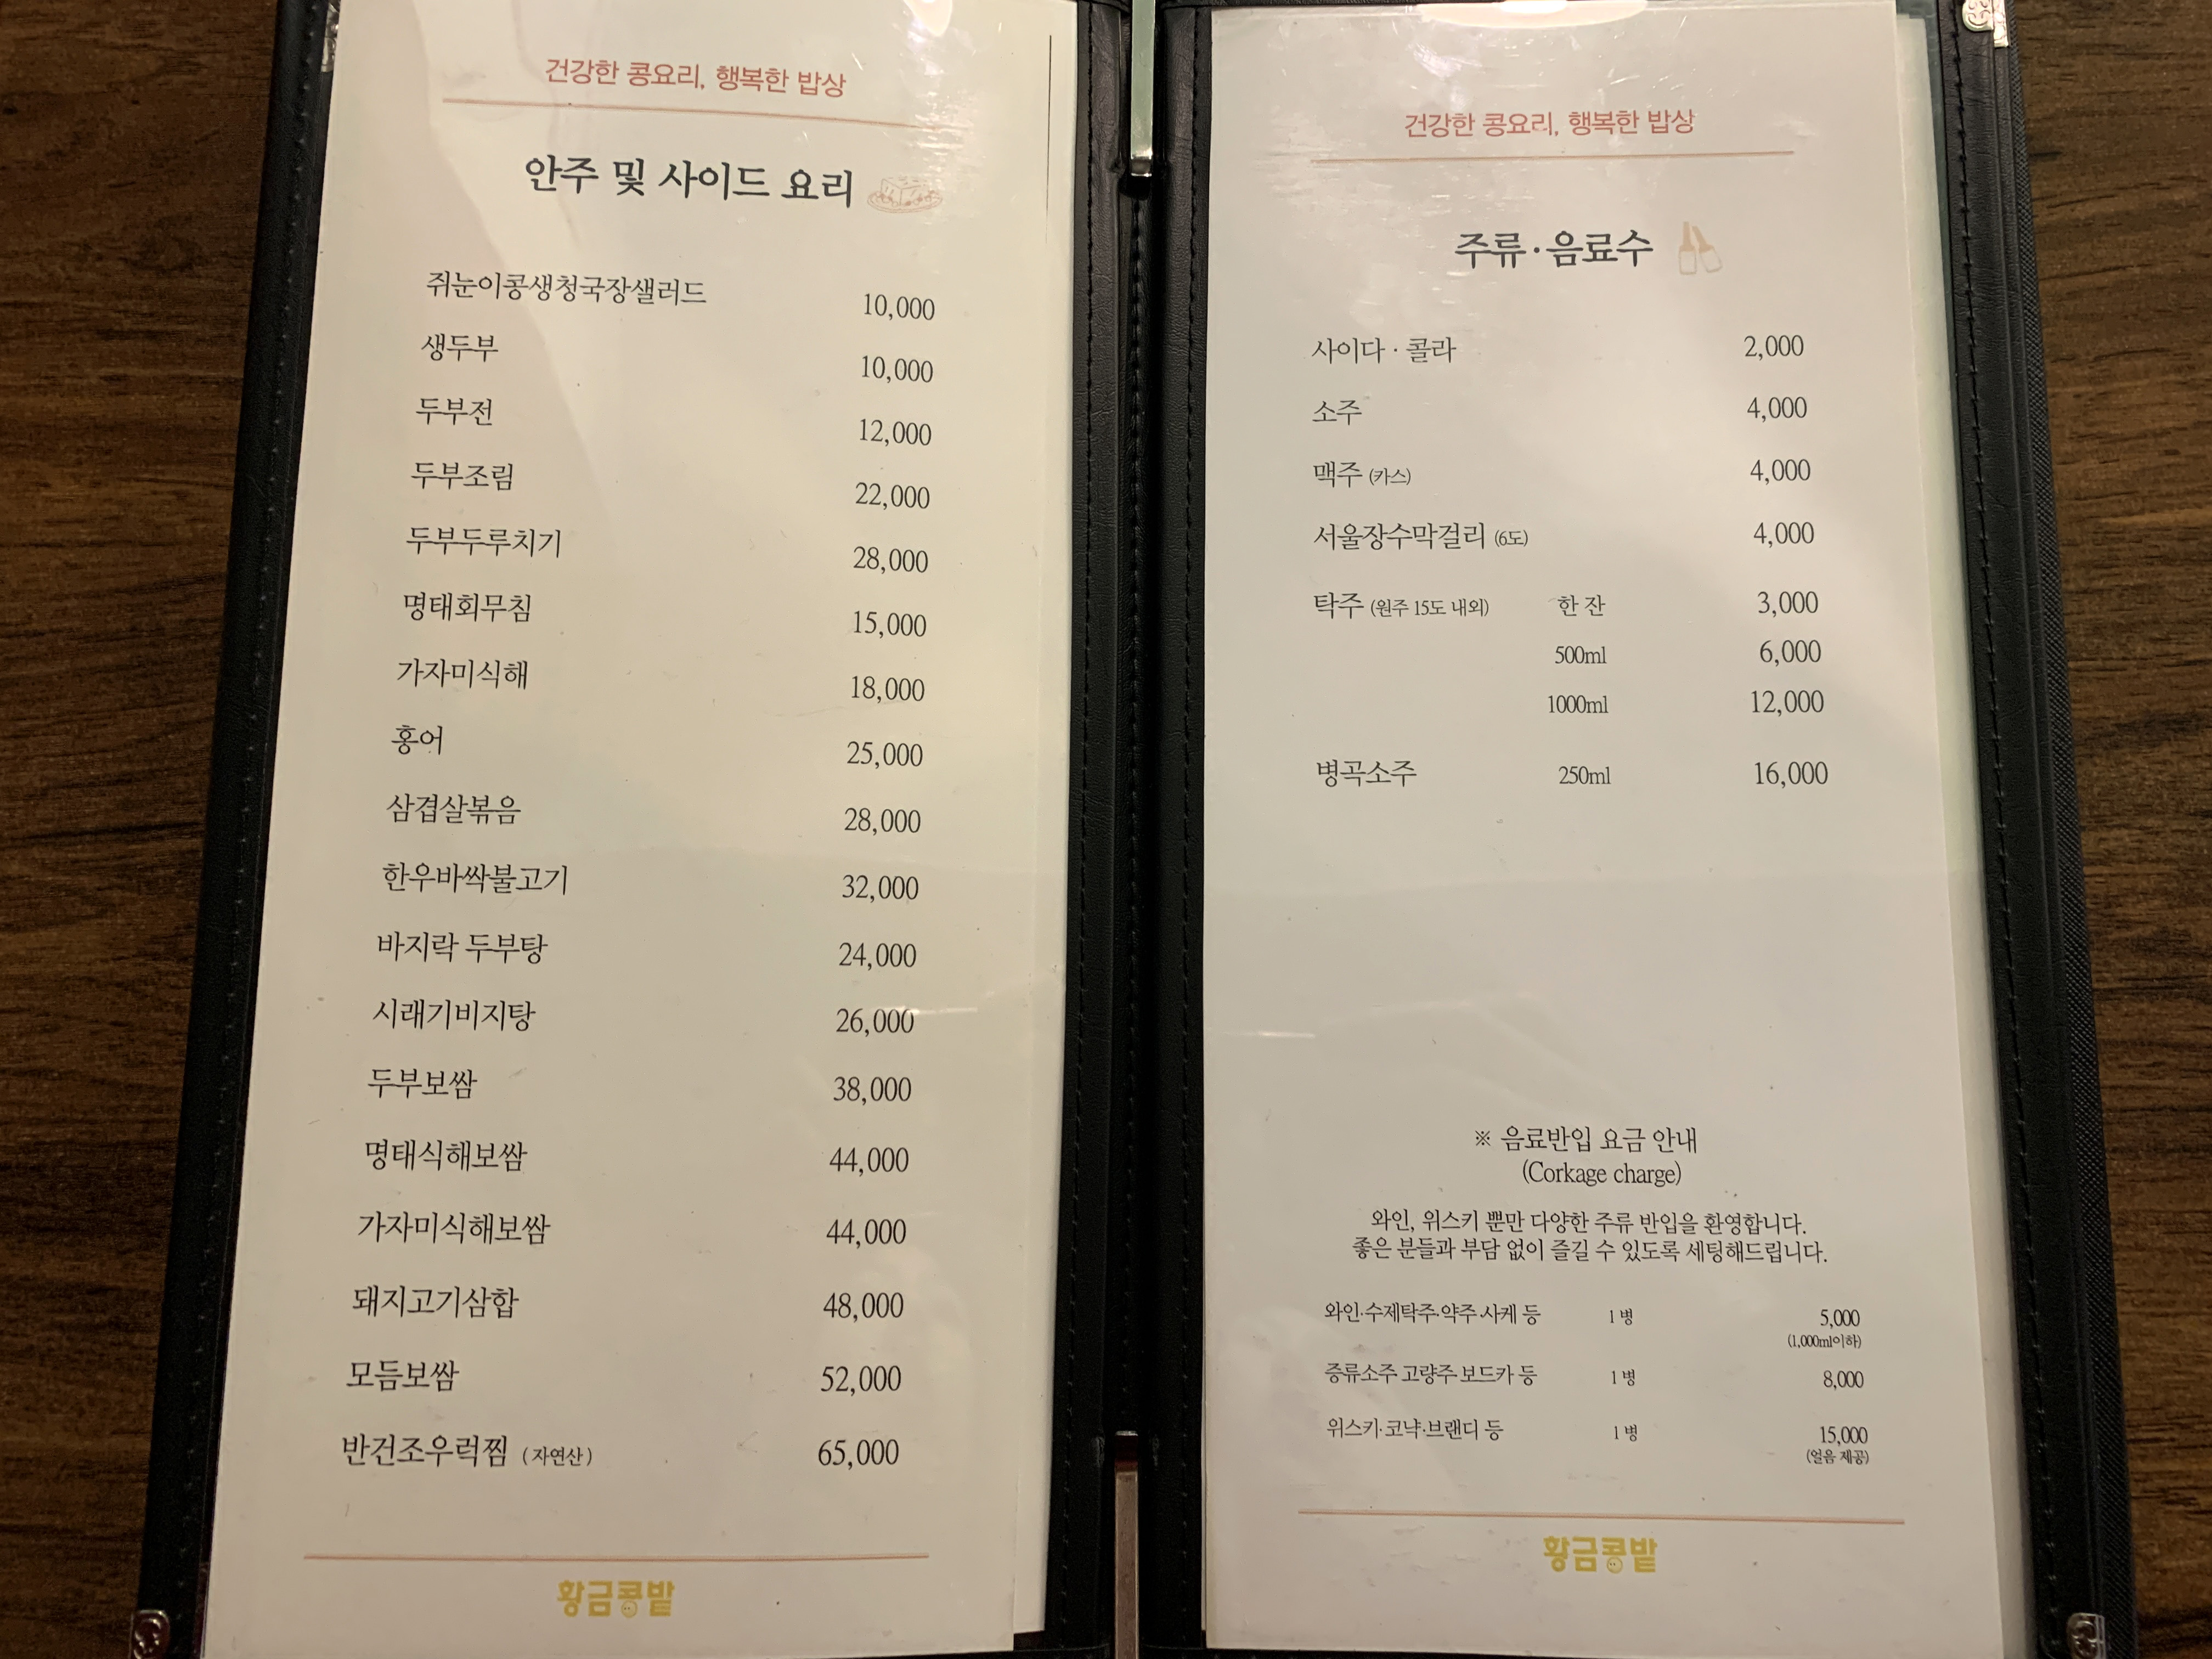 건강한 콩요리, 행복한 밥상
안주 및 사이드 요리
쥐눈이콩생청국장샐러드 10,000
생두부 10,000
두부전 12,000
두부조림 22,000
두부두루치기 28,000
명태회무침 15,000
가자미식해 18,000
홍어 25,000
삼겹살볶음 28,000
한우바싹불고기 32,000
바지락 두부탕 24,000
시래기비지탕 26,000
두부보쌈 38,000
명태식해보쌈 44,000
가자미식해보쌈 44,000
돼지고기삼합 48,000
모듬보쌈 52,000
반건조우럭찜 (자연산) 65,000
황금콩밭
건강한 콩요리, 행복한 밥상
주류·음료수
사이다·콜라 2,000
소주 4,000
맥주 (카스) 4,000
서울장수막걸리 (6도) 4,000
탁주 (원주 15도 내외) 한 잔 3,000
500ml 6,000
1000ml 12,000
병곡소주 250ml 16,000
※ 음료반입 요금 안내
(Corkage charge)
와인, 위스키 뿐만 다양한 주류 반입을 환영합니다.
좋은 분들과 부담 없이 즐길 수 있도록 세팅해드립니다.
와인·수제탁주·약주·사케 등 1 병 5,000
(1,000ml이하)
증류소주 고량주 보드카 등 1 병 8,000
위스키·코냑·브랜디 등 1 병 15,000
(얼음 제공)
황금콩밭